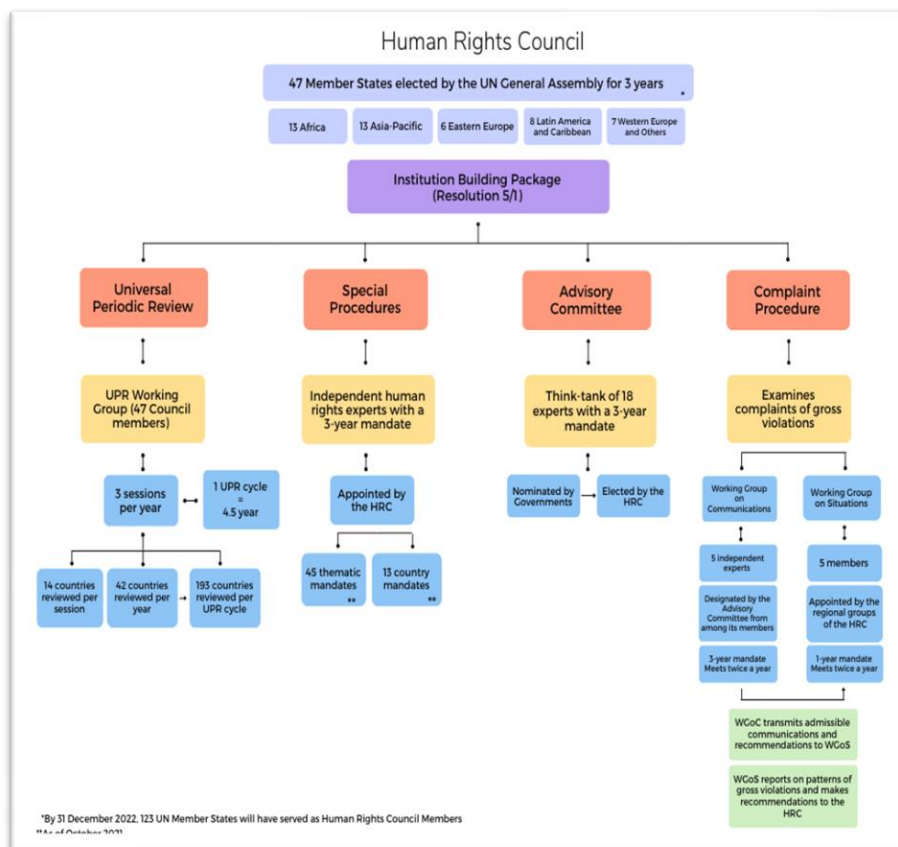 Human Rights Council
47 Member States elected by the UN General Assembly for 3 years
*
13 Africa
13 Asia-Pacific
6 Eastern Europe
8 Latin America
and Caribbean
7 Western Europe
and Others
Institution Building Package
(Resolution 5/1)
Universal
Periodic Review
Special
Procedures
Advisory
Committee
Complaint
Procedure
UPR Working
Group (47 Council
members)
Independent human
rights experts with a
3-year mandate
Think-tank of 18
experts with a 3-year
mandate
Examines
complaints of gross
violations
3 sessions
per year
1 UPR cycle
=
4.5 year
Appointed by
the HRC
Nominated by
Governments
Elected by the
HRC
Working Group
on
Communications
Working Group
on Situations
14 countries
reviewed per
session
42 countries
reviewed per
year
193 countries
reviewed per
UPR cycle
45 thematic
mandates
**
13 country
mandates
**
5 independent
experts
5 members
Designated by the
Advisory
Committee from
among its members
Appointed by the
regional groups
of the HRC
3-year mandate
Meets twice a year
1-year mandate
Meets twice a year
WGoC transmits admissible
communications and
recommendations to WGoS
WGoS reports on patterns of
gross violations and makes
recommendations to the
HRC
*By 31 December 2022, 123 UN Member States will have served as Human Rights Council Members
**As of October 2021